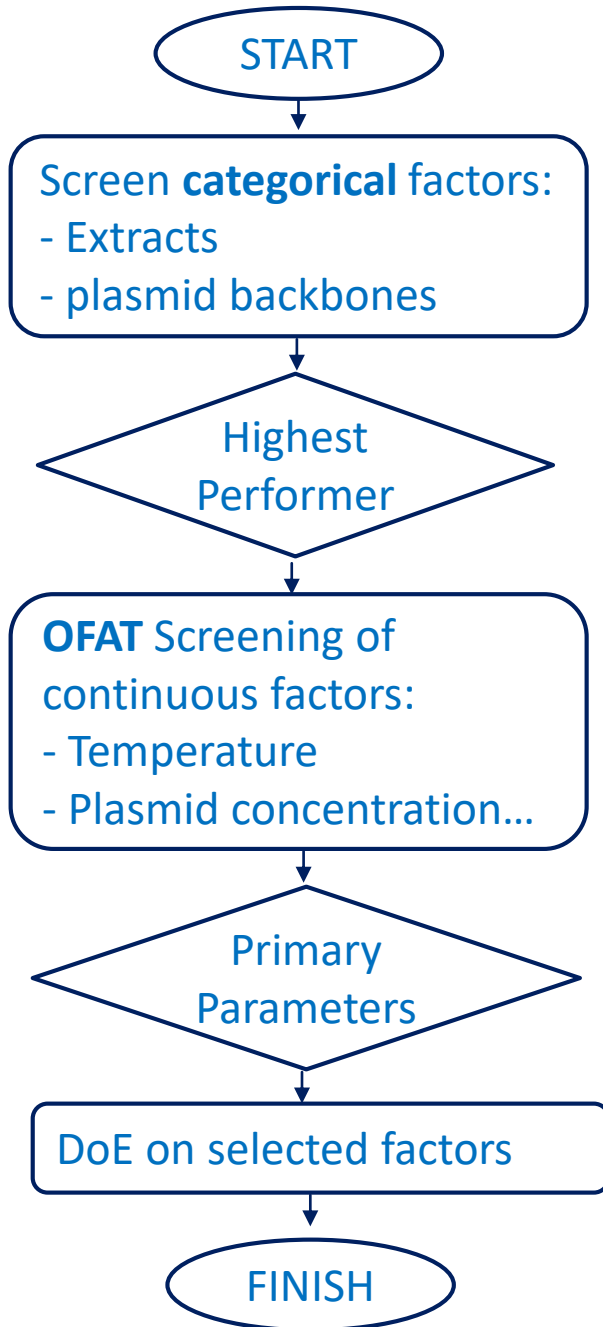 START
Screen categorical factors:
- Extracts
- plasmid backbones
Highest
Performer
OFAT Screening of
continuous factors:
- Temperature
- Plasmid concentration...
Primary
Parameters
DoE on selected factors
FINISH